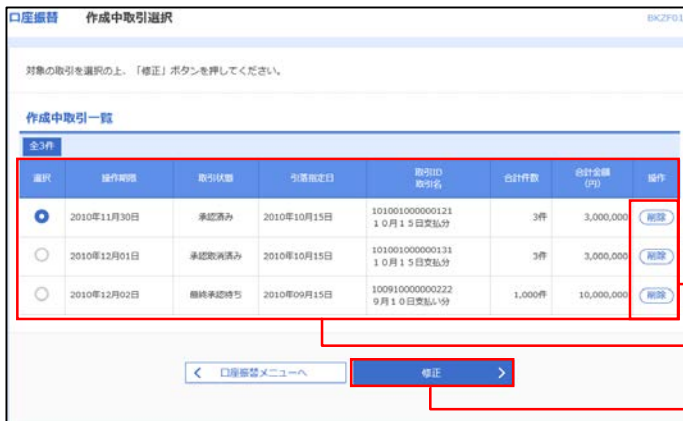 口座振替 作成中取引選択 BKZF01
対象の取引を選択の上、「修正」ボタンを押してください。
作成中取引一覧
全3件
選択 操作期限 取引状態 引落指定日 取引ID 合計件数 合計金額 操作
取引名 (円)
2010年11月30日 承認済み 2010年10月15日 101001000000121 3件 3,000,000 削除
10月15日支払分
2010年12月01日 承認取消済み 2010年10月15日 101001000000131 3件 3,000,000 削除
10月15日支払分
2010年12月02日 最終承認待ち 2010年09月15日 100910000000222 1,000件 10,000,000 削除
9月10日支払い分
口座振替メニューへ 修正